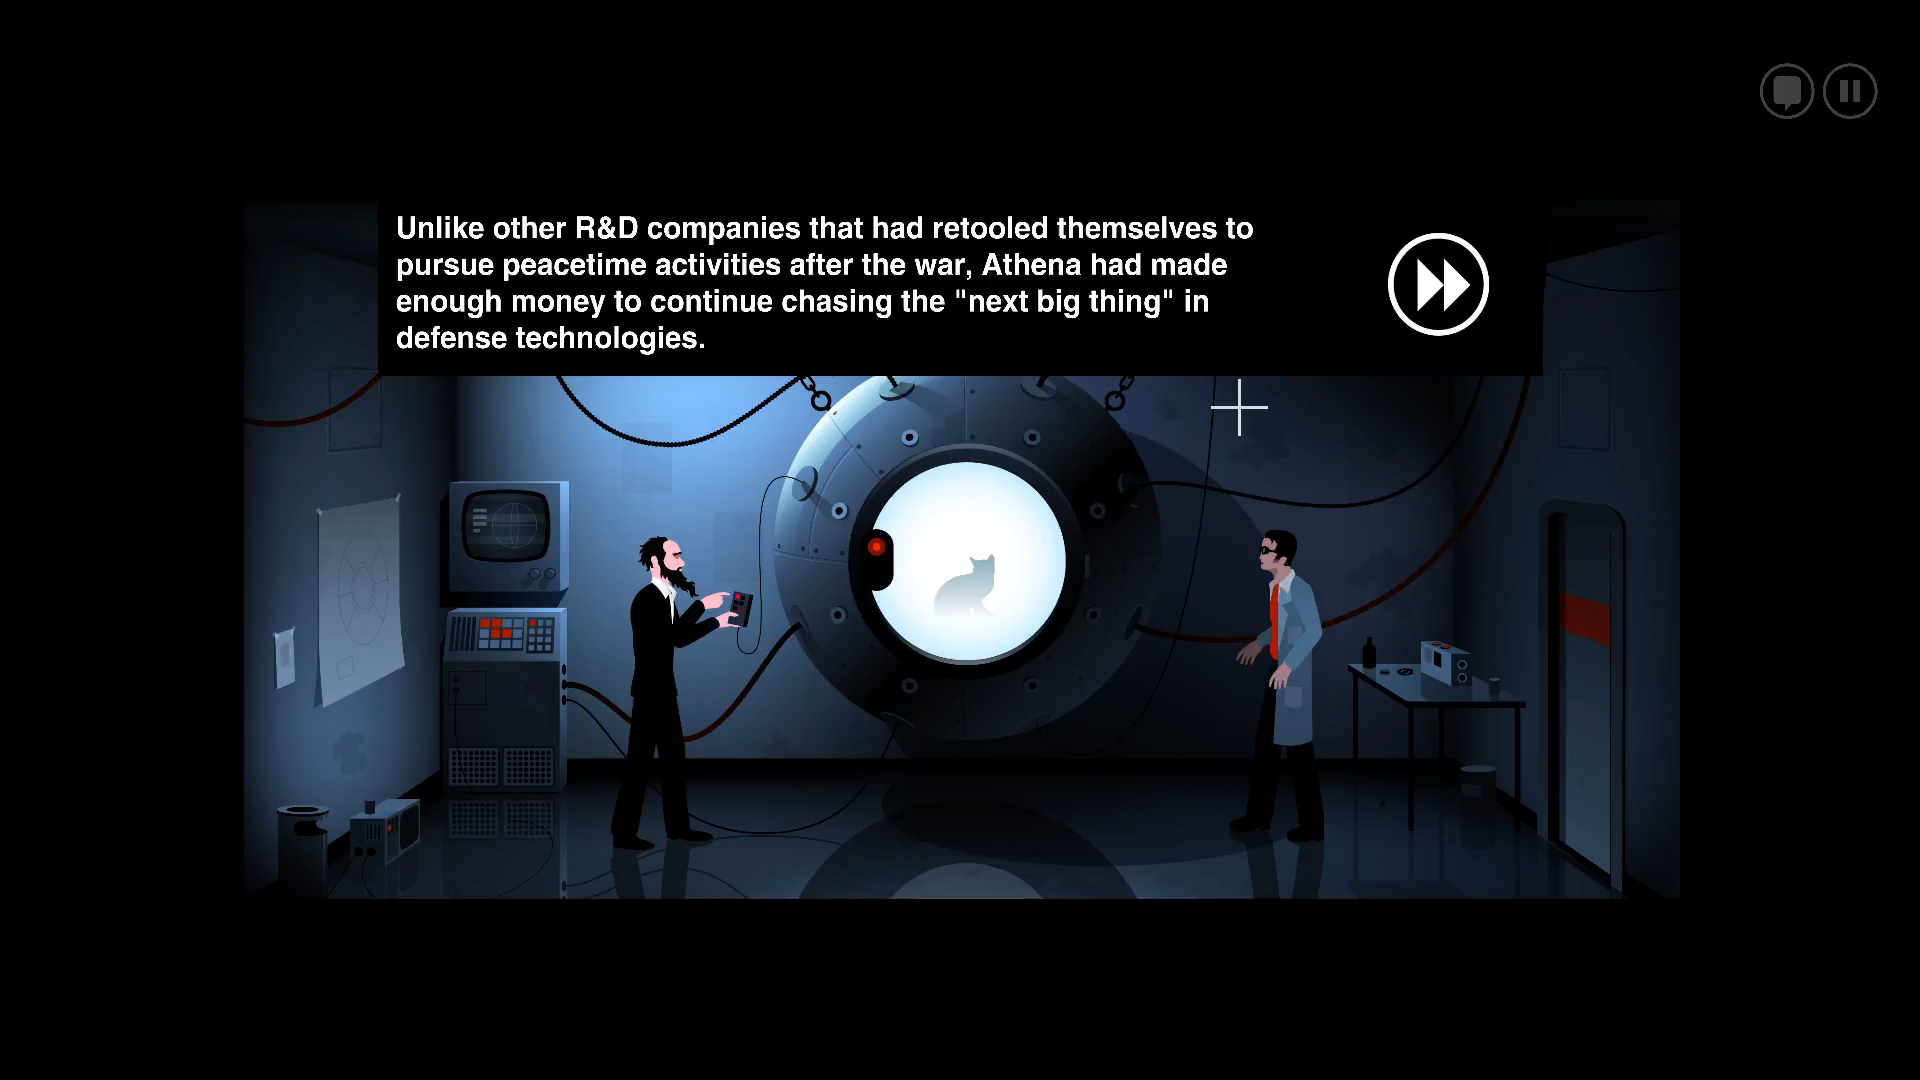 Unlike other R&D companies that had retooled themselves to
pursue peacetime activities after the war, Athena had made
enough money to continue chasing the "next big thing" in
defense technologies.